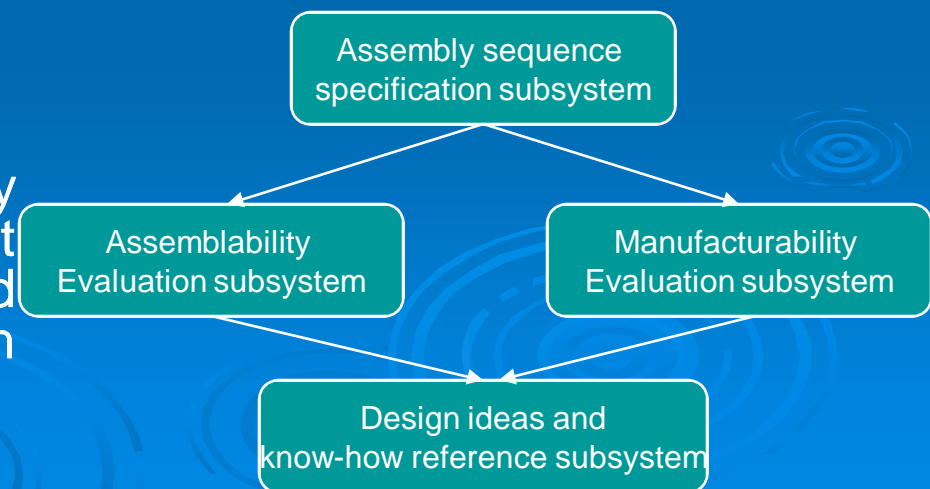 Assembly sequence
specification subsystem
y
t
d
n
Assemblability
Evaluation subsystem
Manufacturability
Evaluation subsystem
Design ideas and
know-how reference subsystem